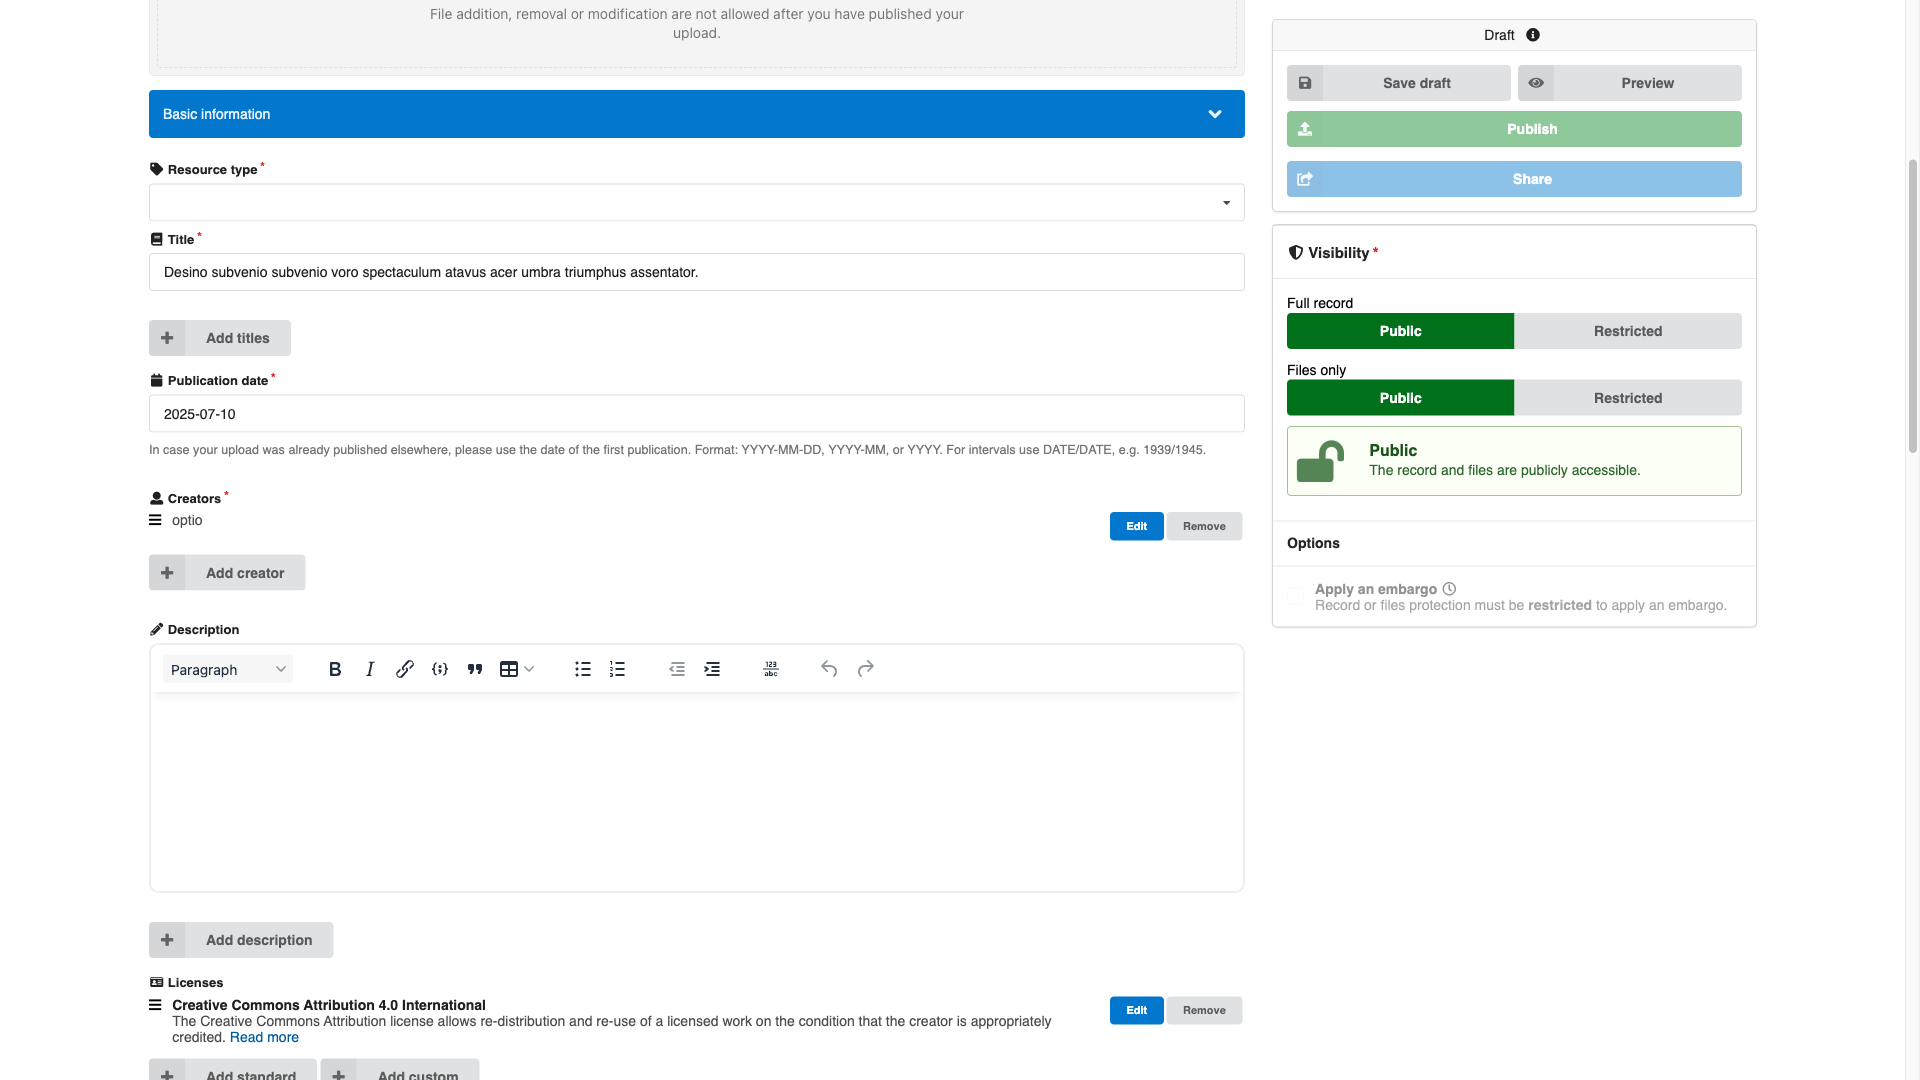 File addition, removal or modification are not allowed after you have published your
upload.
Basic information
Resource type *
Title *
Desino subvenio subvenio voro spectaculum atavus acer umbra triumphus assentator.
Add titles
Publication date *
2025-07-10
In case your upload was already published elsewhere, please use the date of the first publication. Format: YYYY-MM-DD, YYYY-MM, or YYYY. For intervals use DATE/DATE, e.g. 1939/1945.
Creators *
optio
Edit
Remove
Add creator
Description
Paragraph
Add description
Licenses
Creative Commons Attribution 4.0 International
The Creative Commons Attribution license allows re-distribution and re-use of a licensed work on the condition that the creator is appropriately
credited. Read more
Edit
Remove
Add standard
Add custom
Draft
Save draft
Preview
Publish
Share
Visibility *
Full record
Public
Restricted
Files only
Public
Restricted
Public
The record and files are publicly accessible.
Options
Apply an embargo
Record or files protection must be restricted to apply an embargo.